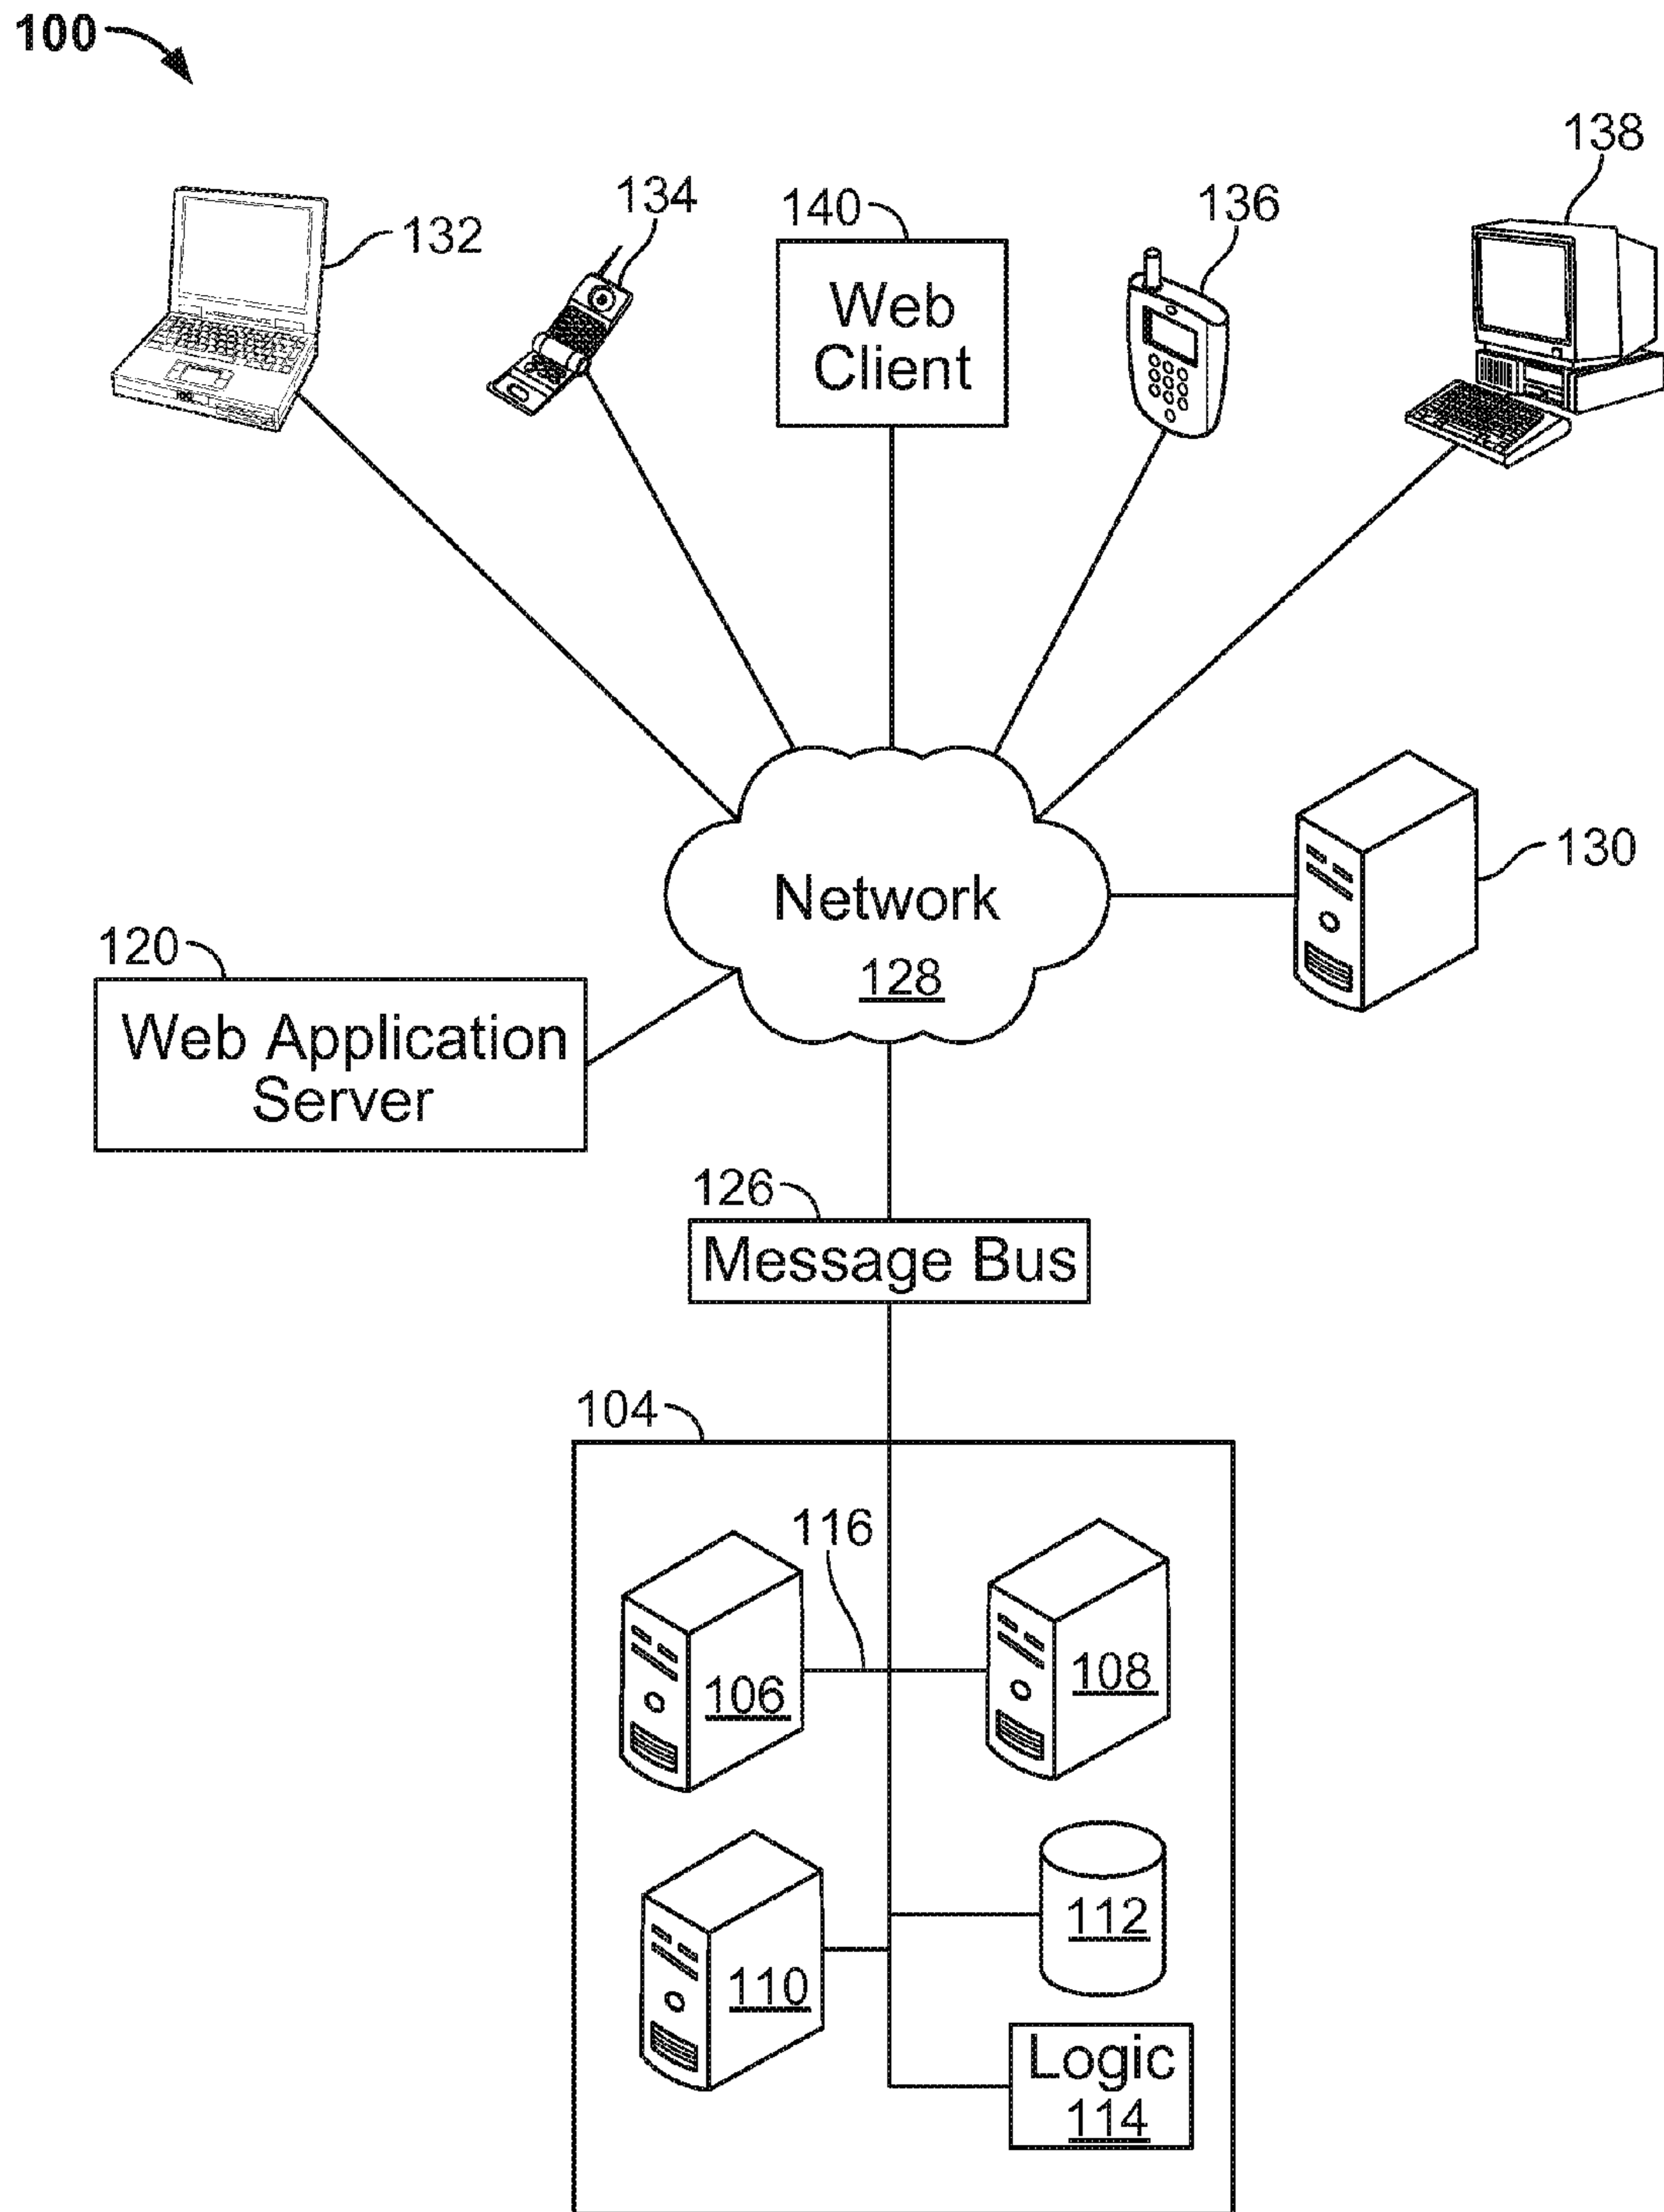 100
138
134
140
136
132
Web
Client
130
Network
128
120
Web Application
Server
126
Message Bus
104
116
106
108
112
110
Logic
114